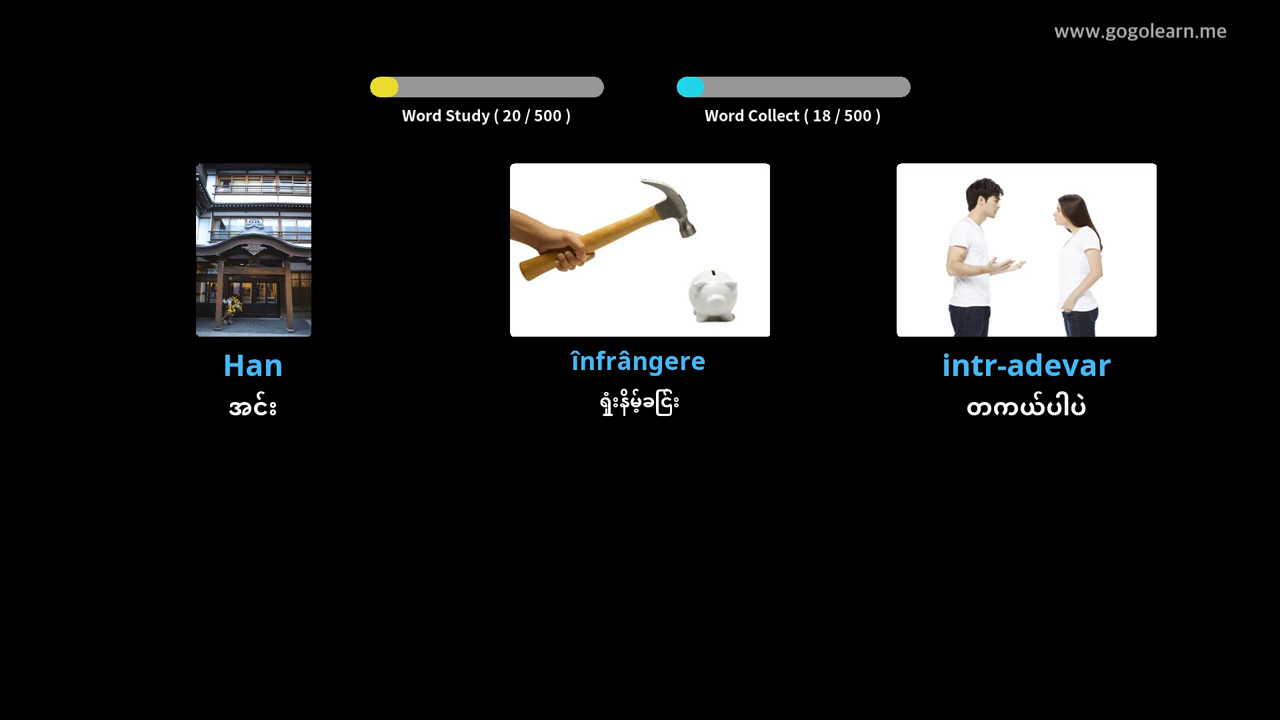 www.gogolearn.me
Word Study ( 20 / 500 )
Word Collect ( 18 / 500 )
Han
အင်း
înfrângere
ရှုံးနိမ့်ခြင်း
intr-adevar
တကယ်ပါပဲ